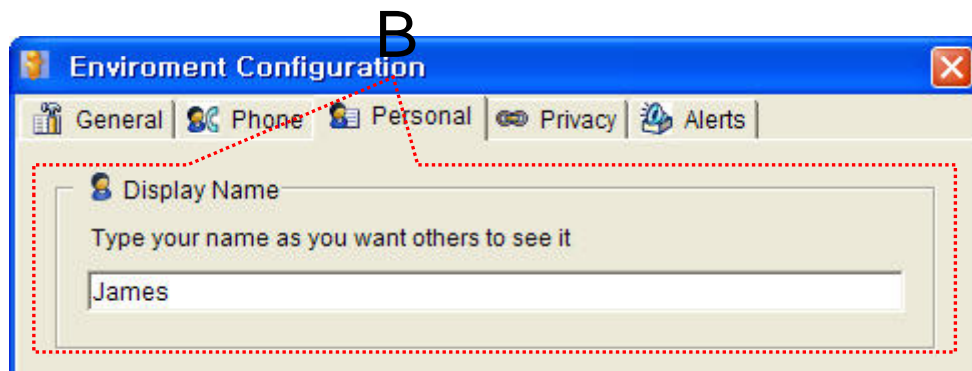 B
Enviroment Configuration
General Phone Personal Privacy Alerts
Display Name
Type your name as you want others to see it
James